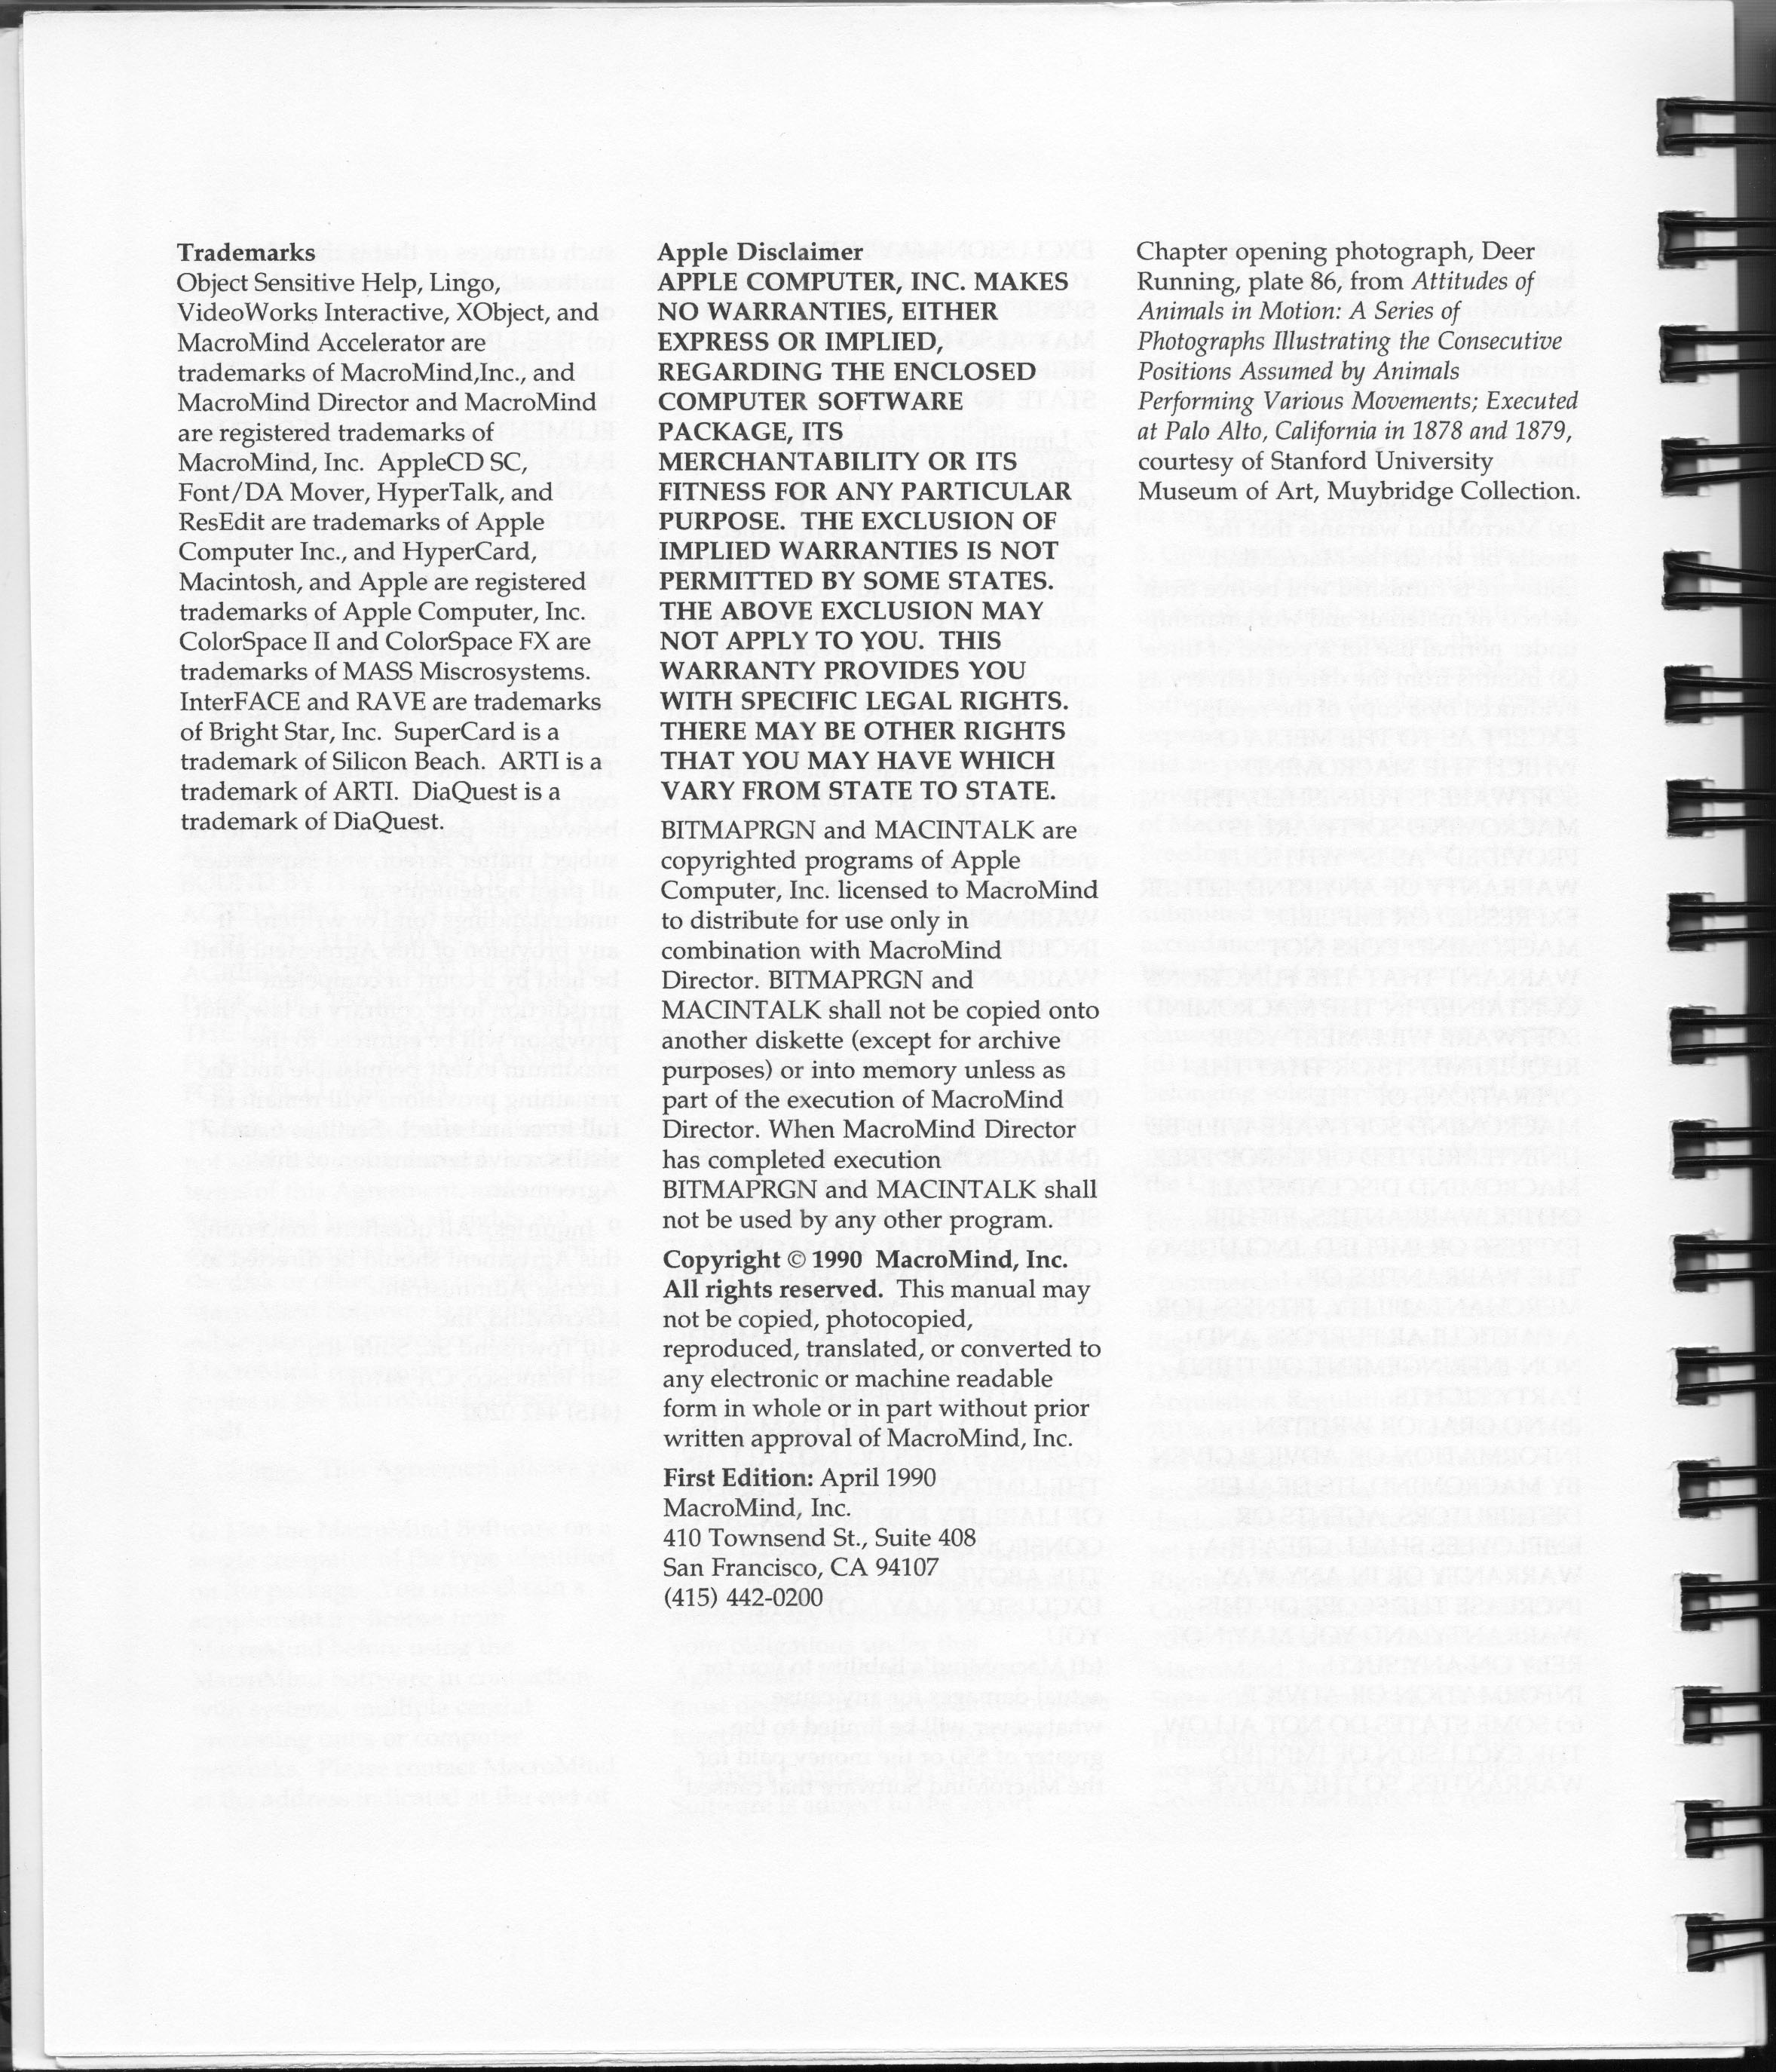 Trademarks
Object Sensitive Help, Lingo,
VideoWorks Interactive, XObject, and
MacroMind Accelerator are
trademarks of MacroMind,Inc., and
MacroMind Director and MacroMind
are registered trademarks of
MacroMind, Inc.  AppleCD SC,
Font/DA Mover, HyperTalk, and
ResEdit are trademarks of Apple
Computer Inc., and HyperCard,
Macintosh, and Apple are registered
trademarks of Apple Computer, Inc.
ColorSpace II and ColorSpace FX are
trademarks of MASS Miscrosystems.
InterFACE and RAVE are trademarks
of Bright Star, Inc.  SuperCard is a
trademark of Silicon Beach.  ARTI is a
trademark of ARTI.  DiaQuest is a
trademark of DiaQuest.
Apple Disclaimer
APPLE COMPUTER, INC. MAKES
NO WARRANTIES, EITHER
EXPRESS OR IMPLIED,
REGARDING THE ENCLOSED
COMPUTER SOFTWARE
PACKAGE, ITS
MERCHANTABILITY OR ITS
FITNESS FOR ANY PARTICULAR
PURPOSE.  THE EXCLUSION OF
IMPLIED WARRANTIES IS NOT
PERMITTED BY SOME STATES.
THE ABOVE EXCLUSION MAY
NOT APPLY TO YOU.  THIS
WARRANTY PROVIDES YOU
WITH SPECIFIC LEGAL RIGHTS.
THERE MAY BE OTHER RIGHTS
THAT YOU MAY HAVE WHICH
VARY FROM STATE TO STATE.
BITMAPRGN and MACINTALK are
copyrighted programs of Apple
Computer, Inc. licensed to MacroMind
to distribute for use only in
combination with MacroMind
Director. BITMAPRGN and
MACINTALK shall not be copied onto
another diskette (except for archive
purposes) or into memory unless as
part of the execution of MacroMind
Director. When MacroMind Director
has completed execution
BITMAPRGN and MACINTALK shall
not be used by any other program.
Copyright © 1990  MacroMind, Inc.
All rights reserved.  This manual may
not be copied, photocopied,
reproduced, translated, or converted to
any electronic or machine readable
form in whole or in part without prior
written approval of MacroMind, Inc.
First Edition: April 1990
MacroMind, Inc.
410 Townsend St., Suite 408
San Francisco, CA 94107
(415) 442-0200
Chapter opening photograph, Deer
Running, plate 86, from Attitudes of
Animals in Motion: A Series of
Photographs Illustrating the Consecutive
Positions Assumed by Animals
Performing Various Movements; Executed
at Palo Alto, California in 1878 and 1879,
courtesy of Stanford University
Museum of Art, Muybridge Collection.